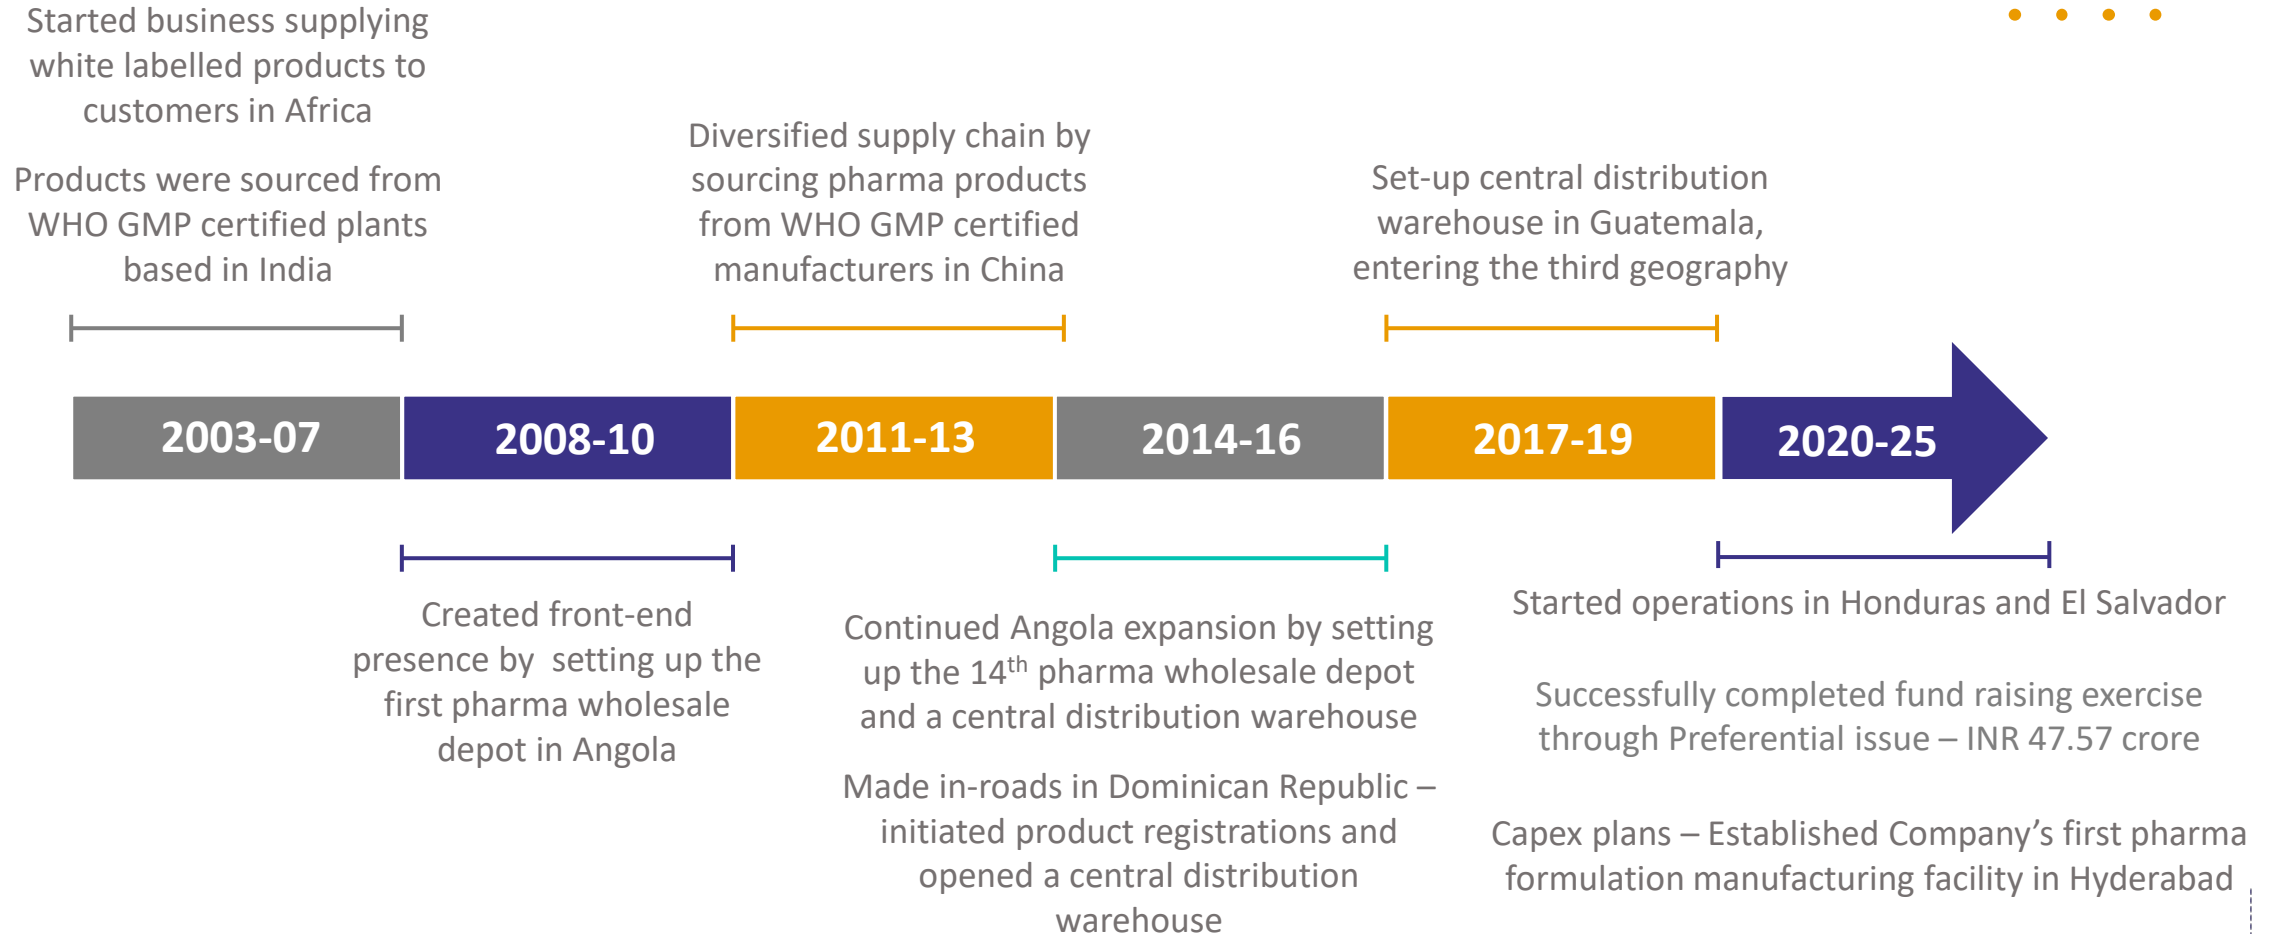 Started business supplying
white labelled products to
customers in Africa
Products were sourced from
WHO GMP certified plants
based in India
Diversified supply chain by
sourcing pharma products
from WHO GMP certified
manufacturers in China
Set-up central distribution
warehouse in Guatemala,
entering the third geography
2003-07
2008-10
2011-13
2014-16
2017-19
2020-25
Created front-end
presence by  setting up the
first pharma wholesale
depot in Angola
Continued Angola expansion by setting
up the 14th pharma wholesale depot
and a central distribution warehouse
Made in-roads in Dominican Republic –
initiated product registrations and
opened a central distribution
warehouse
Started operations in Honduras and El Salvador
Successfully completed fund raising exercise
through Preferential issue – INR 47.57 crore
Capex plans – Established Company’s first pharma
formulation manufacturing facility in Hyderabad